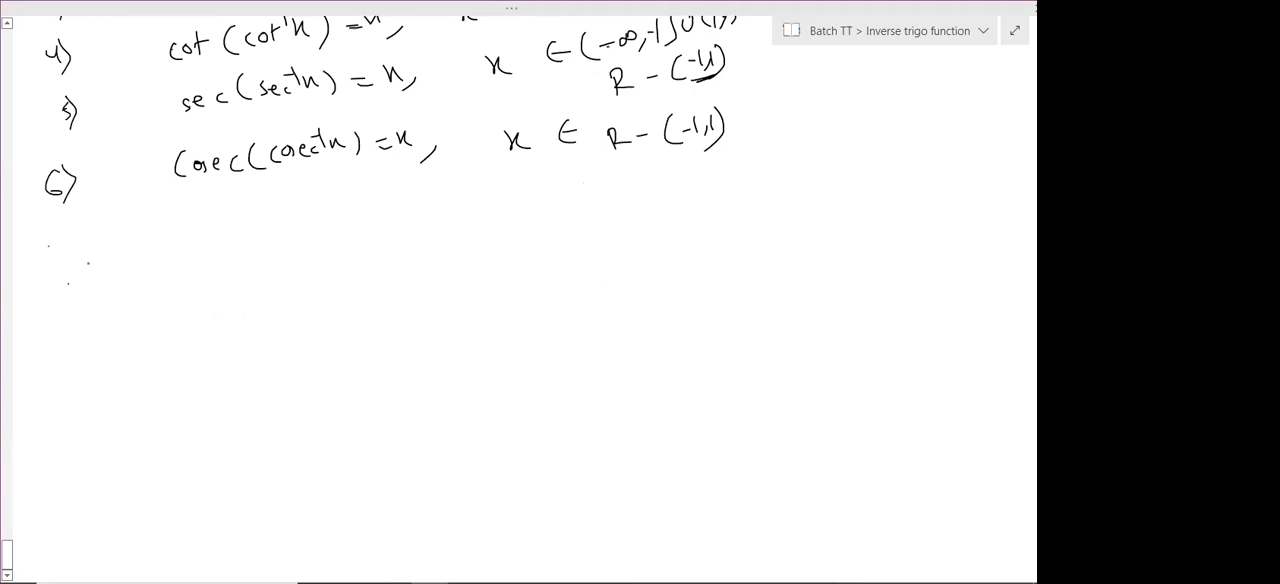 Batch TT > Inverse trigo function
4) cot (cot⁻¹x) = x,
5) sec (sec⁻¹x) = x, x ∈ (-∞, -1] ∪ [1,
R - (-1,1)
6) Cosec (Cosec⁻¹x) = x, x ∈ R - (-1,1)